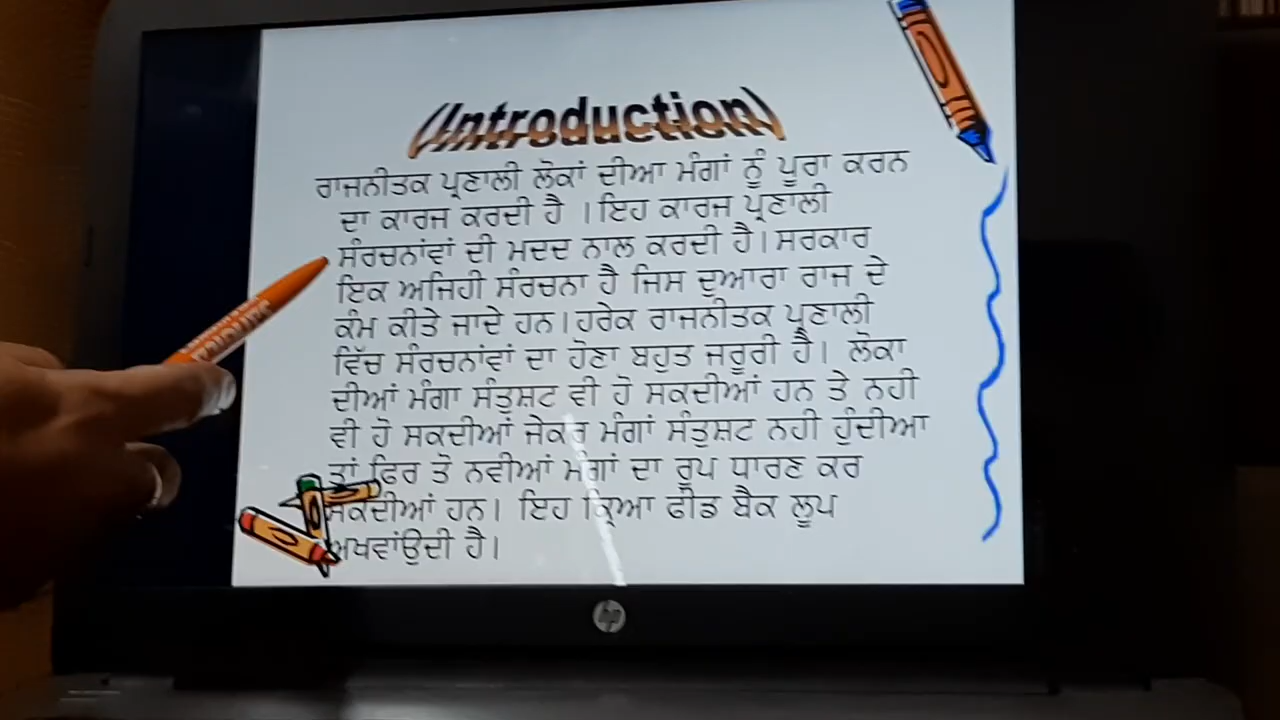 (Introduction)
ਰਾਜਨੀਤਕ ਪ੍ਰਣਾਲੀ ਲੋਕਾਂ ਦੀਆ ਮੰਗਾਂ ਨੂੰ ਪੂਰਾ ਕਰਨ
ਦਾ ਕਾਰਜ ਕਰਦੀ ਹੈ । ਇਹ ਕਾਰਜ ਪ੍ਰਣਾਲੀ
ਸੰਰਚਨਾਂਵਾਂ ਦੀ ਮਦਦ ਨਾਲ ਕਰਦੀ ਹੈ। ਸਰਕਾਰ
ਇਕ ਅਜਿਹੀ ਸੰਰਚਨਾ ਹੈ ਜਿਸ ਦੁਆਰਾ ਰਾਜ ਦੇ
ਕੰਮ ਕੀਤੇ ਜਾਦੇ ਹਨ। ਹਰੇਕ ਰਾਜਨੀਤਕ ਪ੍ਰਣਾਲੀ
ਵਿੱਚ ਸੰਰਚਨਾਂਵਾਂ ਦਾ ਹੋਣਾ ਬਹੁਤ ਜਰੂਰੀ ਹੈ। ਲੋਕਾ
ਦੀਆਂ ਮੰਗਾ ਸੰਤੁਸ਼ਟ ਵੀ ਹੋ ਸਕਦੀਆਂ ਹਨ ਤੇ ਨਹੀ
ਵੀ ਹੋ ਸਕਦੀਆਂ ਜੇਕਰ ਮੰਗਾਂ ਸੰਤੁਸ਼ਟ ਨਹੀ ਹੁੰਦੀਆ
ਤਾਂ ਫਿਰ ਤੋ ਨਵੀਆਂ ਮੰਗਾਂ ਦਾ ਰੂਪ ਧਾਰਣ ਕਰ
ਸਕਦੀਆਂ ਹਨ। ਇਹ ਕ੍ਰਿਆ ਫੀਡ ਬੈਕ ਲੂਪ
ਅਖਵਾਂਉਦੀ ਹੈ।
hp